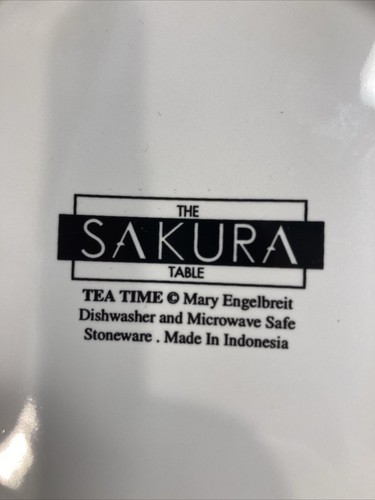 THE
SAKURA
TABLE
TEA TIME © Mary Engelbreit
Dishwasher and Microwave Safe
Stoneware . Made In Indonesia